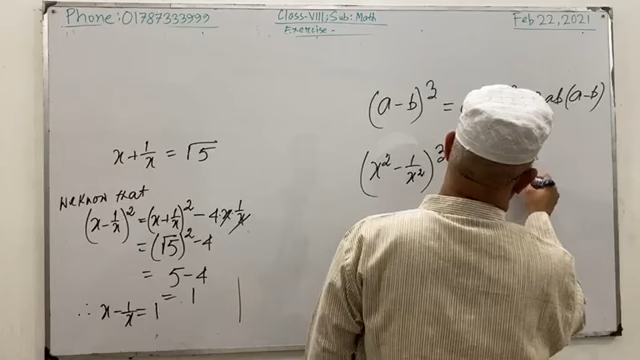 Phone: 01787333999
Class-VIII; Sub: Math
Exercise-
Feb 22, 2021
(a-b)³ = ab(a-b)
(x² - 1/x²)³
x + 1/x = √5
We know that
(x - 1/x)² = (x + 1/x)² - 4·x·1/x
= (√5)² - 4
= 5 - 4
= 1
∴ x - 1/x = 1